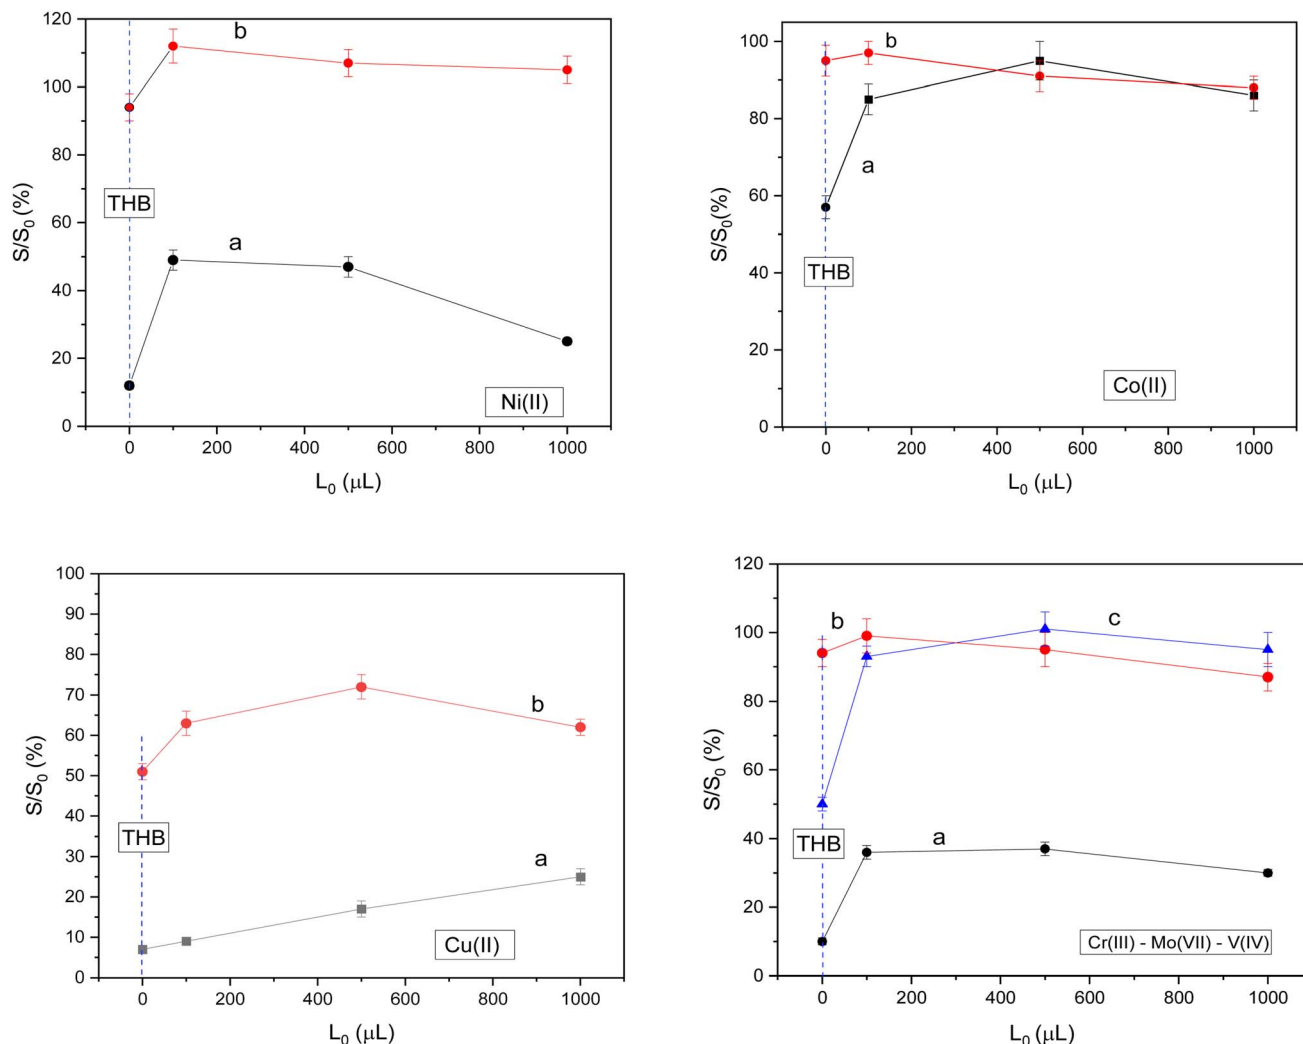 120
100
80
60
40
20
0
S/S₀ (%)
b
THB
a
Ni(II)
0 200 400 600 800 1000
L₀ (μL)
100
80
60
40
20
0
S/S₀(%)
b
a
THB
Co(II)
0 200 400 600 800 1000
L₀ (μL)
100
90
80
70
60
50
40
30
20
10
0
S/S₀ (%)
b
THB
a
Cu(II)
0 200 400 600 800 1000
L₀ (μL)
120
100
80
60
40
20
0
S/S₀ (%)
b c
THB a
Cr(III) - Mo(VII) - V(IV)
0 200 400 600 800 1000
L₀ (μL)